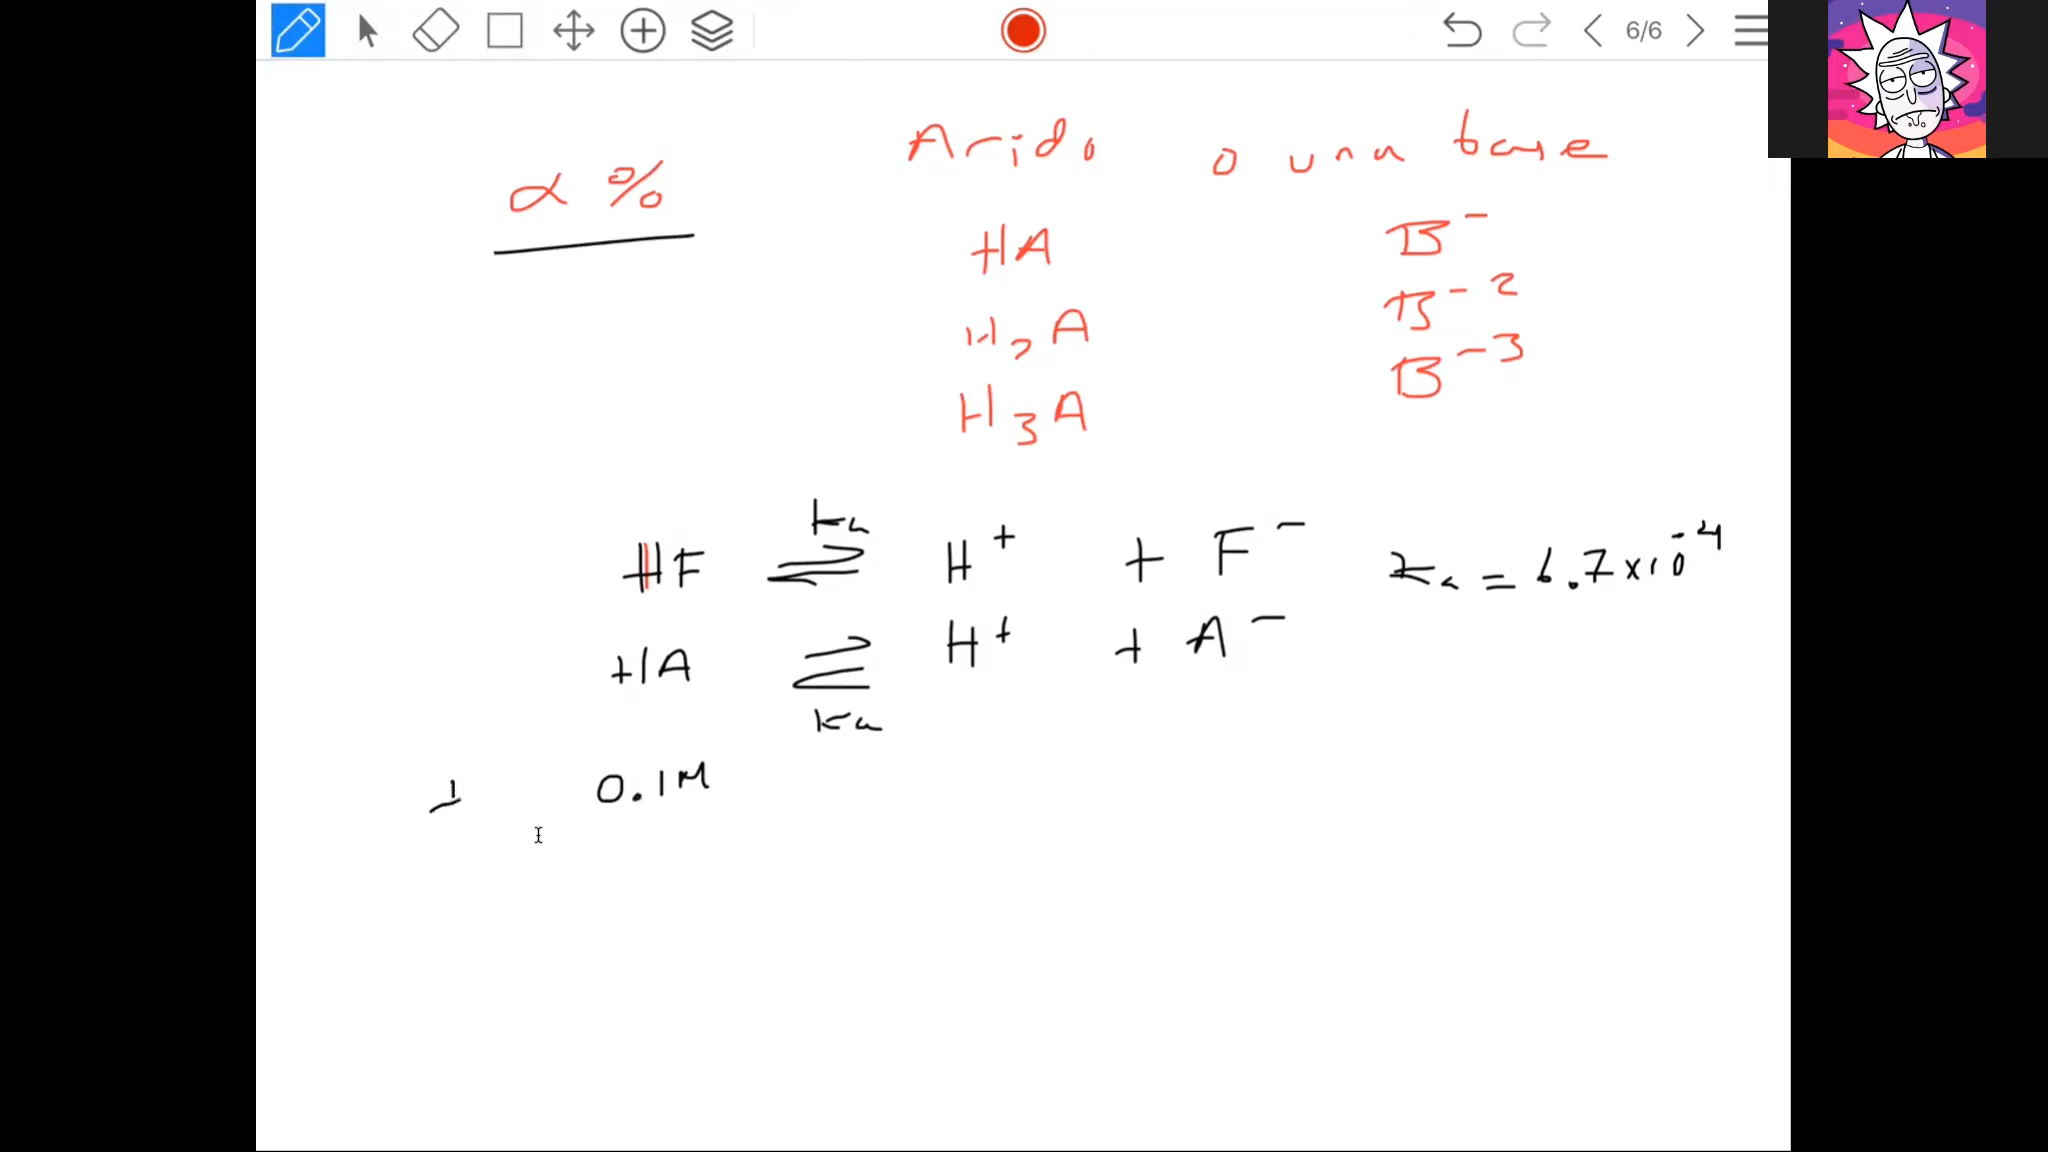 6/6
α % Acido o una base
HA B⁻
H₂A B⁻²
H₃A B⁻³
Ka
HF ⇌ H⁺ + F⁻ Ka = 6.7x10⁻⁴
HA ⇌ H⁺ + A⁻
Ka
0.1M